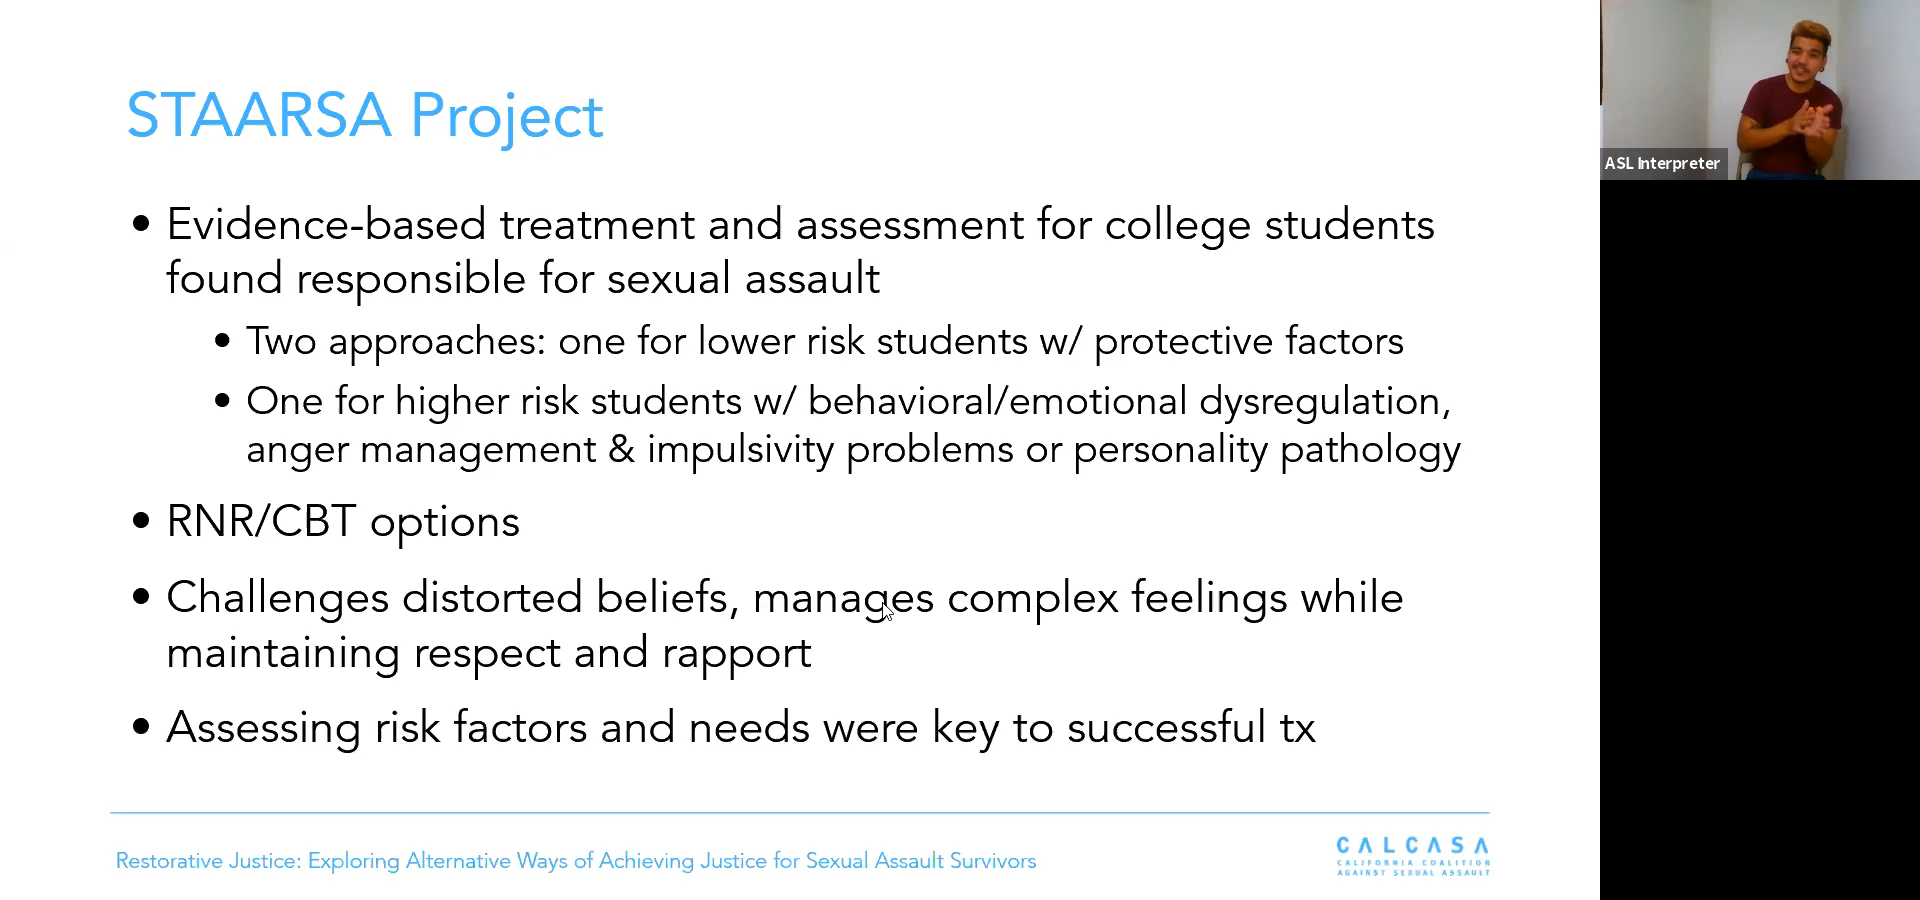 STAARSA Project
• Evidence-based treatment and assessment for college students
found responsible for sexual assault
• Two approaches: one for lower risk students w/ protective factors
• One for higher risk students w/ behavioral/emotional dysregulation,
anger management & impulsivity problems or personality pathology
• RNR/CBT options
• Challenges distorted beliefs, manages complex feelings while
maintaining respect and rapport
• Assessing risk factors and needs were key to successful tx
Restorative Justice: Exploring Alternative Ways of Achieving Justice for Sexual Assault Survivors
CALCASA
CALIFORNIA COALITION
AGAINST SEXUAL ASSAULT
ASL Interpreter